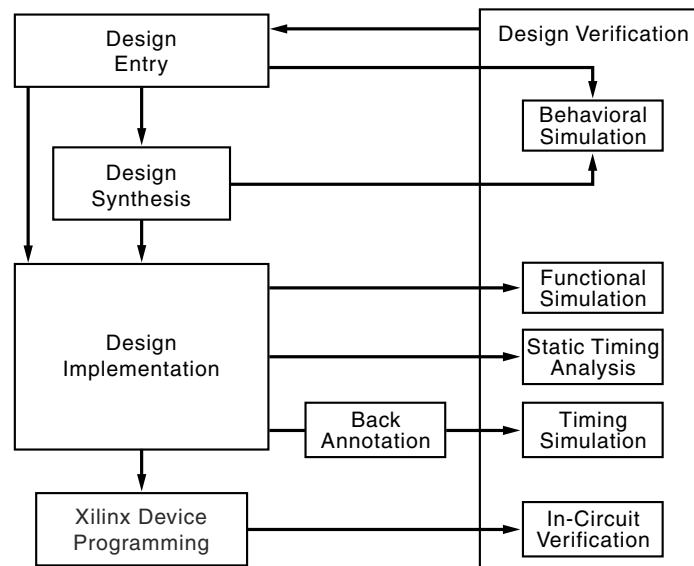 Design
Entry
Design Verification
Behavioral
Simulation
Design
Synthesis
Functional
Simulation
Design
Implementation
Static Timing
Analysis
Back
Annotation
Timing
Simulation
Xilinx Device
Programming
In-Circuit
Verification